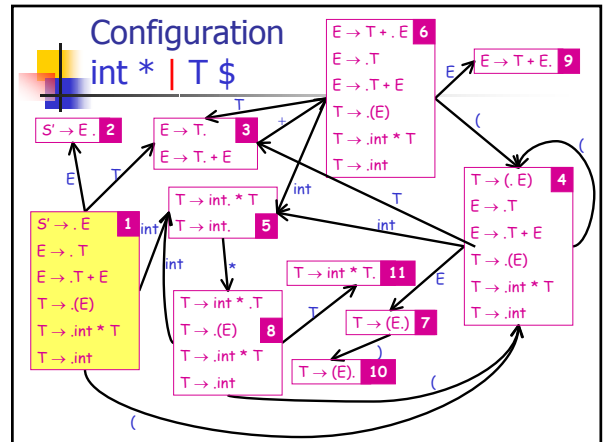 Configuration
int * | T $
E → T + . E 6
E → .T
E → .T + E
T → .(E)
T → .int * T
T → .int
E
E → T + E. 9
(
(
T
+
S' → E . 2
E → T. 3
E → T. + E
int
E
T
T
T → (. E) 4
E → .T
E → .T + E
T → .(E)
T → .int * T
T → .int
T → int. * T
T → int. 5
int
S' → . E 1
E → . T
E → .T + E
T → .(E)
T → .int * T
T → .int
int
int
*
T → int * T. 11
E
T → int * .T
T → .(E) 8
T → .int * T
T → .int
T
T → (E.) 7
)
T → (E). 10
(
(